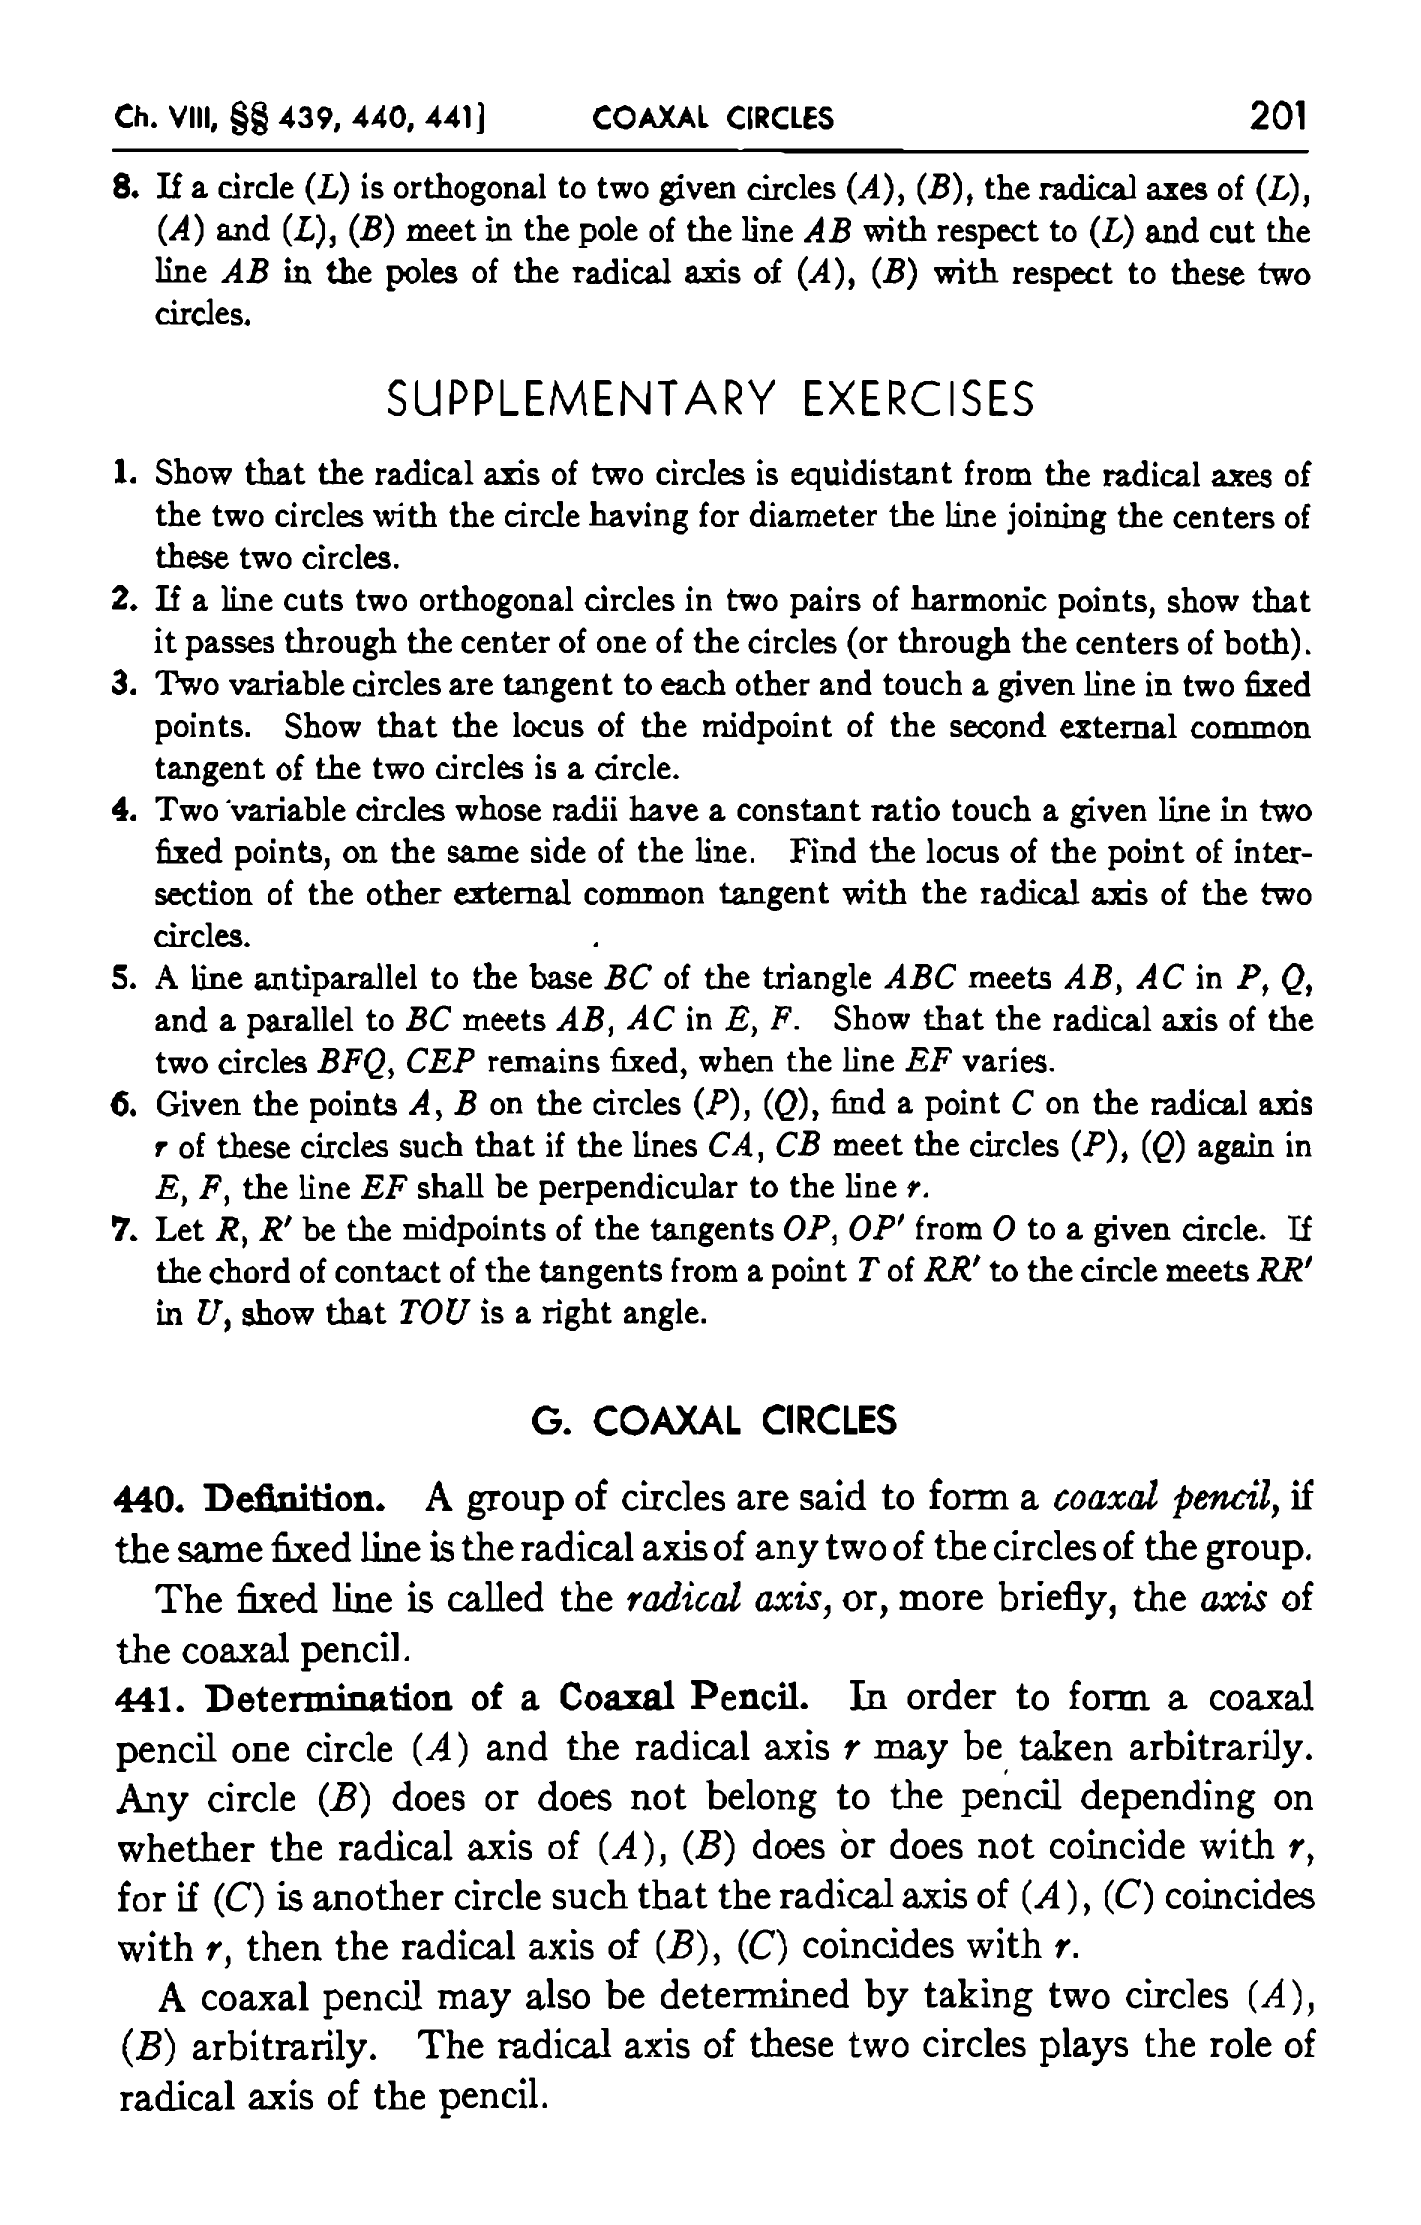 Ch. VIII, §§ 439, 440, 441] COAXAL CIRCLES 201
8. If a circle (L) is orthogonal to two given circles (A), (B), the radical axes of (L),
(A) and (L), (B) meet in the pole of the line AB with respect to (L) and cut the
line AB in the poles of the radical axis of (A), (B) with respect to these two
circles.
SUPPLEMENTARY EXERCISES
1. Show that the radical axis of two circles is equidistant from the radical axes of
the two circles with the circle having for diameter the line joining the centers of
these two circles.
2. If a line cuts two orthogonal circles in two pairs of harmonic points, show that
it passes through the center of one of the circles (or through the centers of both).
3. Two variable circles are tangent to each other and touch a given line in two fixed
points. Show that the locus of the midpoint of the second external common
tangent of the two circles is a circle.
4. Two variable circles whose radii have a constant ratio touch a given line in two
fixed points, on the same side of the line. Find the locus of the point of inter-
section of the other external common tangent with the radical axis of the two
circles.
5. A line antiparallel to the base BC of the triangle ABC meets AB, AC in P, Q,
and a parallel to BC meets AB, AC in E, F. Show that the radical axis of the
two circles BFQ, CEP remains fixed, when the line EF varies.
6. Given the points A, B on the circles (P), (Q), find a point C on the radical axis
r of these circles such that if the lines CA, CB meet the circles (P), (Q) again in
E, F, the line EF shall be perpendicular to the line r.
7. Let R, R′ be the midpoints of the tangents OP, OP′ from O to a given circle. If
the chord of contact of the tangents from a point T of RR′ to the circle meets RR′
in U, show that TOU is a right angle.
G. COAXAL CIRCLES
440. Definition. A group of circles are said to form a coaxal pencil, if
the same fixed line is the radical axis of any two of the circles of the group.
The fixed line is called the radical axis, or, more briefly, the axis of
the coaxal pencil.
441. Determination of a Coaxal Pencil. In order to form a coaxal
pencil one circle (A) and the radical axis r may be taken arbitrarily.
Any circle (B) does or does not belong to the pencil depending on
whether the radical axis of (A), (B) does or does not coincide with r,
for if (C) is another circle such that the radical axis of (A), (C) coincides
with r, then the radical axis of (B), (C) coincides with r.
A coaxal pencil may also be determined by taking two circles (A),
(B) arbitrarily. The radical axis of these two circles plays the role of
radical axis of the pencil.